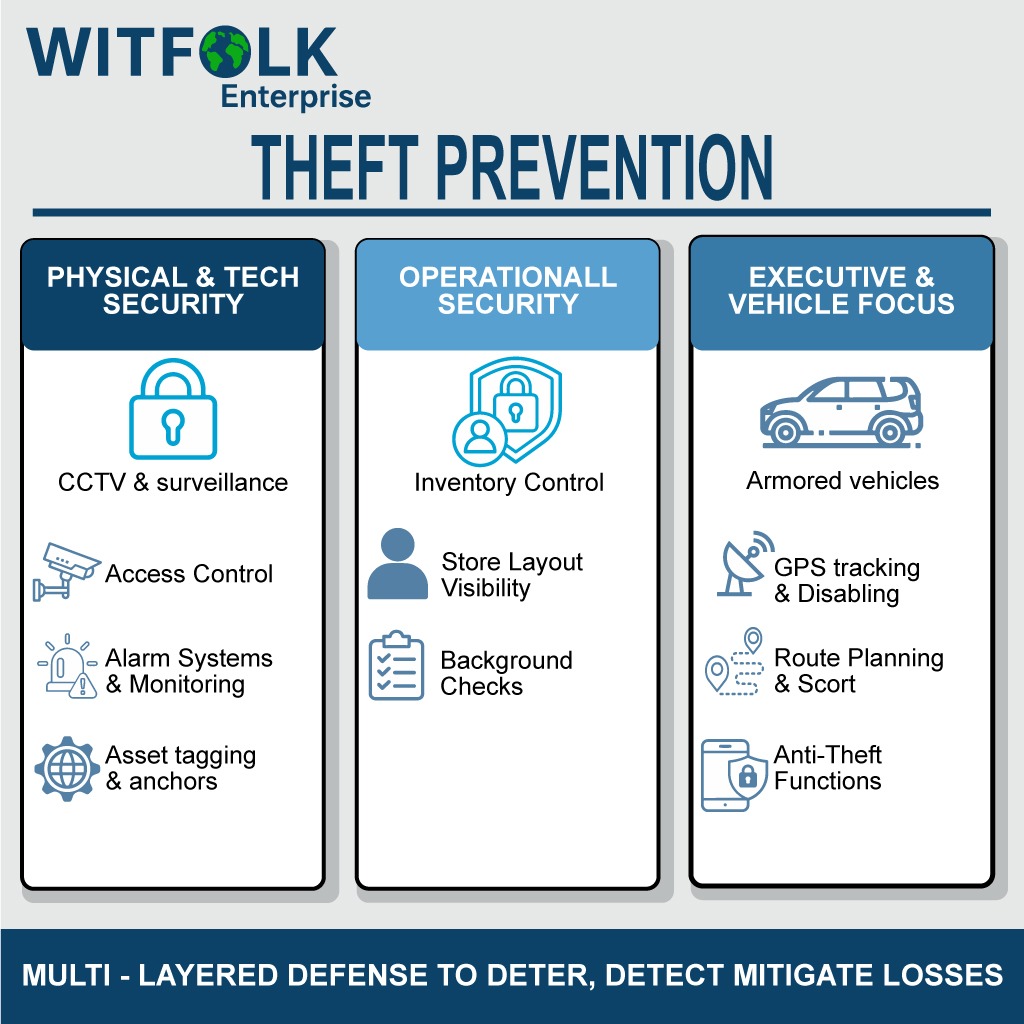 WITFOLK
Enterprise
THEFT PREVENTION
PHYSICAL & TECH
SECURITY
CCTV & surveillance
Access Control
Alarm Systems
& Monitoring
Asset tagging
& anchors
OPERATIONALL
SECURITY
Inventory Control
Store Layout
Visibility
Background
Checks
EXECUTIVE &
VEHICLE FOCUS
Armored vehicles
GPS tracking
& Disabling
Route Planning
& Scort
Anti-Theft
Functions
MULTI - LAYERED DEFENSE TO DETER, DETECT MITIGATE LOSSES